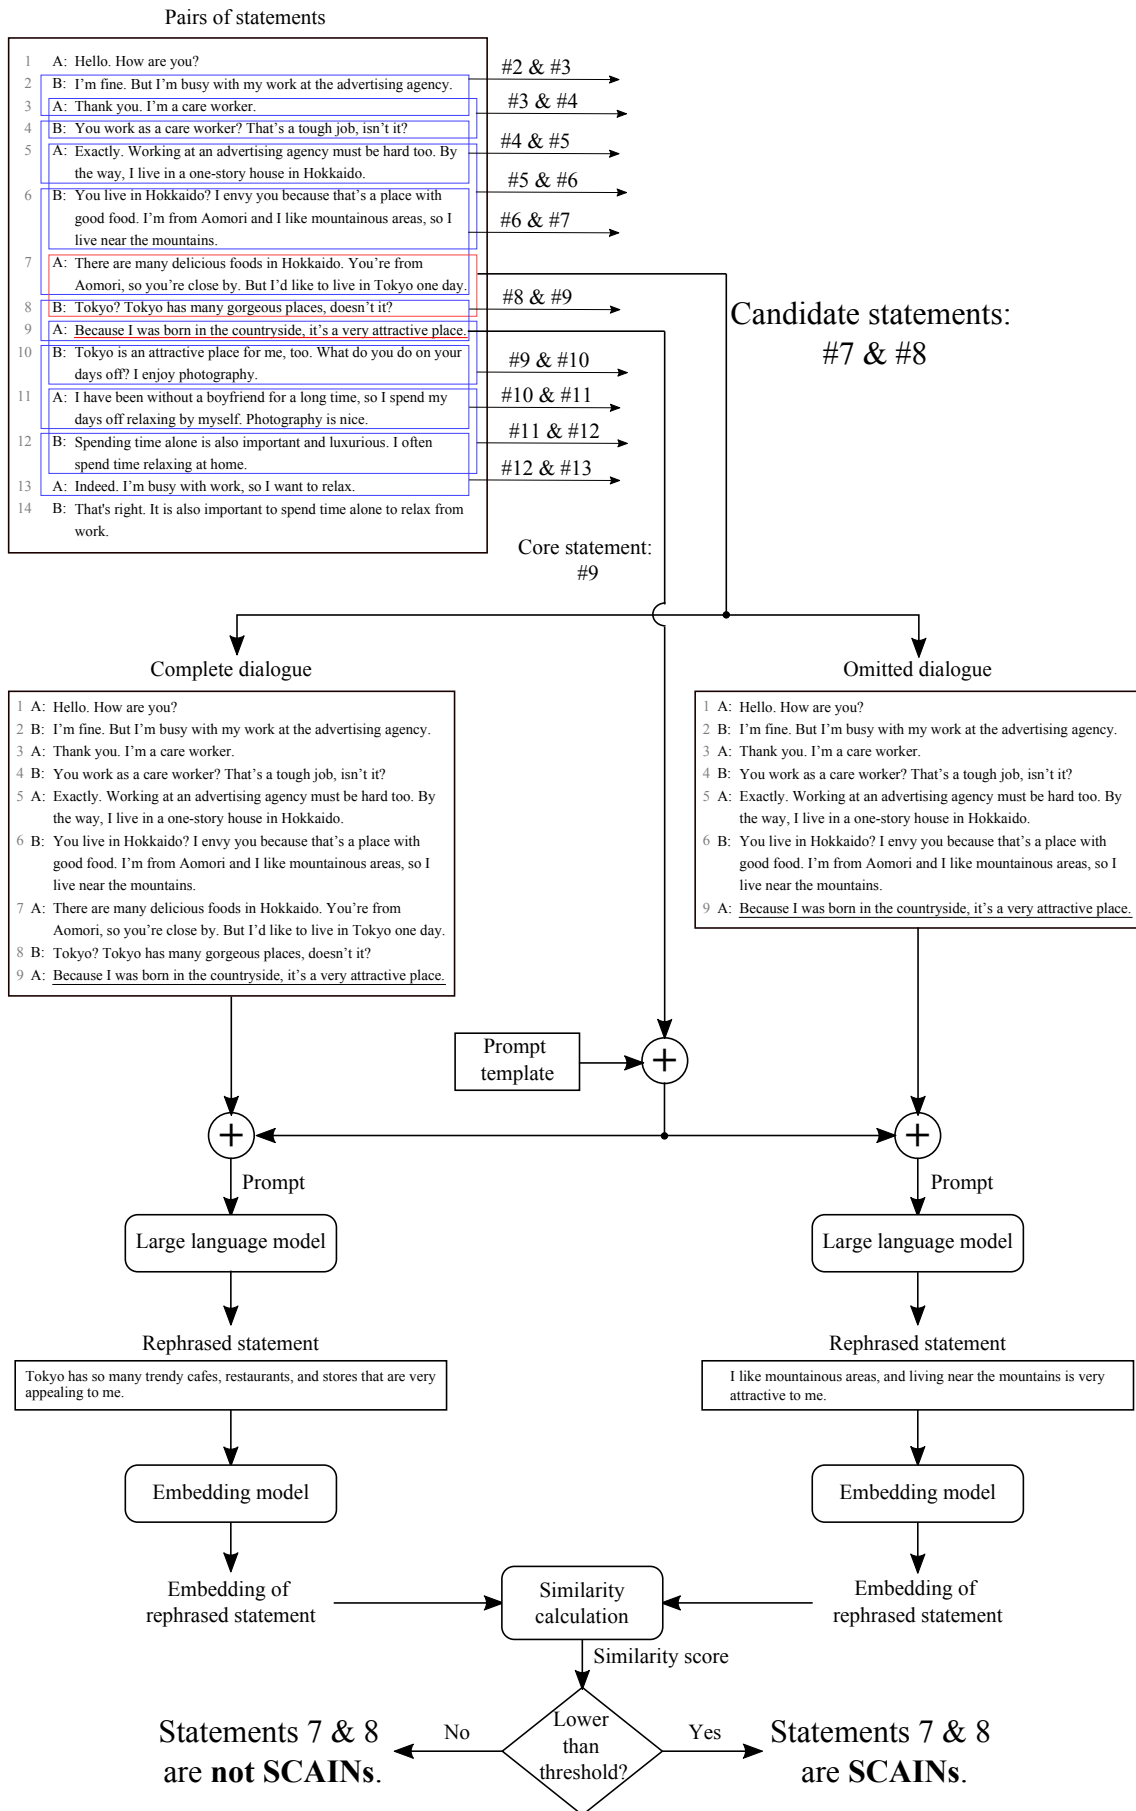 Pairs of statements
1 A: Hello. How are you?
2 B: I'm fine. But I'm busy with my work at the advertising agency.
3 A: Thank you. I'm a care worker.
4 B: You work as a care worker? That's a tough job, isn't it?
5 A: Exactly. Working at an advertising agency must be hard too. By
the way, I live in a one-story house in Hokkaido.
6 B: You live in Hokkaido? I envy you because that's a place with
good food. I'm from Aomori and I like mountainous areas, so I
live near the mountains.
7 A: There are many delicious foods in Hokkaido. You're from
Aomori, so you're close by. But I'd like to live in Tokyo one day.
8 B: Tokyo? Tokyo has many gorgeous places, doesn't it?
9 A: Because I was born in the countryside, it's a very attractive place.
10 B: Tokyo is an attractive place for me, too. What do you do on your
days off? I enjoy photography.
11 A: I have been without a boyfriend for a long time, so I spend my
days off relaxing by myself. Photography is nice.
12 B: Spending time alone is also important and luxurious. I often
spend time relaxing at home.
13 A: Indeed. I'm busy with work, so I want to relax.
14 B: That's right. It is also important to spend time alone to relax from
work.
#2 & #3
#3 & #4
#4 & #5
#5 & #6
#6 & #7
#8 & #9
#9 & #10
#10 & #11
#11 & #12
#12 & #13
Candidate statements:
#7 & #8
Core statement:
#9
Complete dialogue
1 A: Hello. How are you?
2 B: I'm fine. But I'm busy with my work at the advertising agency.
3 A: Thank you. I'm a care worker.
4 B: You work as a care worker? That's a tough job, isn't it?
5 A: Exactly. Working at an advertising agency must be hard too. By
the way, I live in a one-story house in Hokkaido.
6 B: You live in Hokkaido? I envy you because that's a place with
good food. I'm from Aomori and I like mountainous areas, so I
live near the mountains.
7 A: There are many delicious foods in Hokkaido. You're from
Aomori, so you're close by. But I'd like to live in Tokyo one day.
8 B: Tokyo? Tokyo has many gorgeous places, doesn't it?
9 A: Because I was born in the countryside, it's a very attractive place.
Omitted dialogue
1 A: Hello. How are you?
2 B: I'm fine. But I'm busy with my work at the advertising agency.
3 A: Thank you. I'm a care worker.
4 B: You work as a care worker? That's a tough job, isn't it?
5 A: Exactly. Working at an advertising agency must be hard too. By
the way, I live in a one-story house in Hokkaido.
6 B: You live in Hokkaido? I envy you because that's a place with
good food. I'm from Aomori and I like mountainous areas, so I
live near the mountains.
9 A: Because I was born in the countryside, it's a very attractive place.
Prompt
template
+
+
+
Prompt
Prompt
Large language model
Large language model
Rephrased statement
Rephrased statement
Tokyo has so many trendy cafes, restaurants, and stores that are very
appealing to me.
I like mountainous areas, and living near the mountains is very
attractive to me.
Embedding model
Embedding model
Embedding of
rephrased statement
Similarity
calculation
Embedding of
rephrased statement
Similarity score
Lower
than
threshold?
No
Yes
Statements 7 & 8
are not SCAINs.
Statements 7 & 8
are SCAINs.